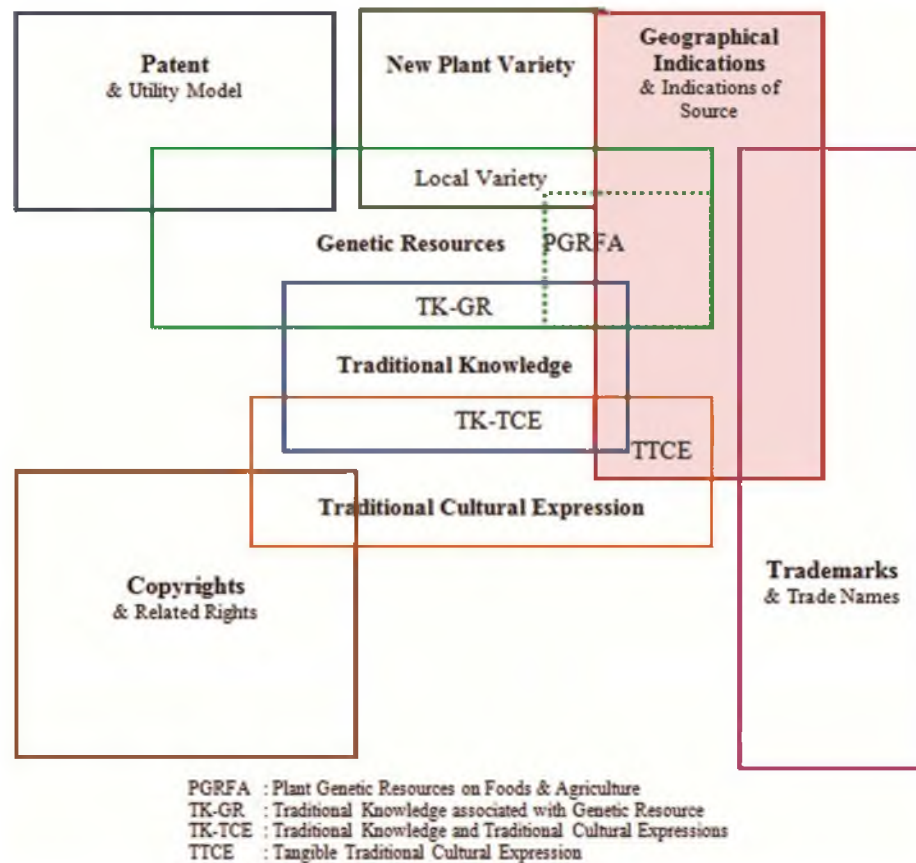 Patent
& Utility Model
New Plant Variety
Geographical
Indications
& Indications of
Source
Local Variety
Genetic Resources
PGRFA
TK-GR
Traditional Knowledge
TK-TCE
TTCE
Traditional Cultural Expression
Copyrights
& Related Rights
Trademarks
& Trade Names
PGRFA : Plant Genetic Resources on Foods & Agriculture
TK-GR : Traditional Knowledge associated with Genetic Resource
TK-TCE : Traditional Knowledge and Traditional Cultural Expressions
TTCE : Tangible Traditional Cultural Expression